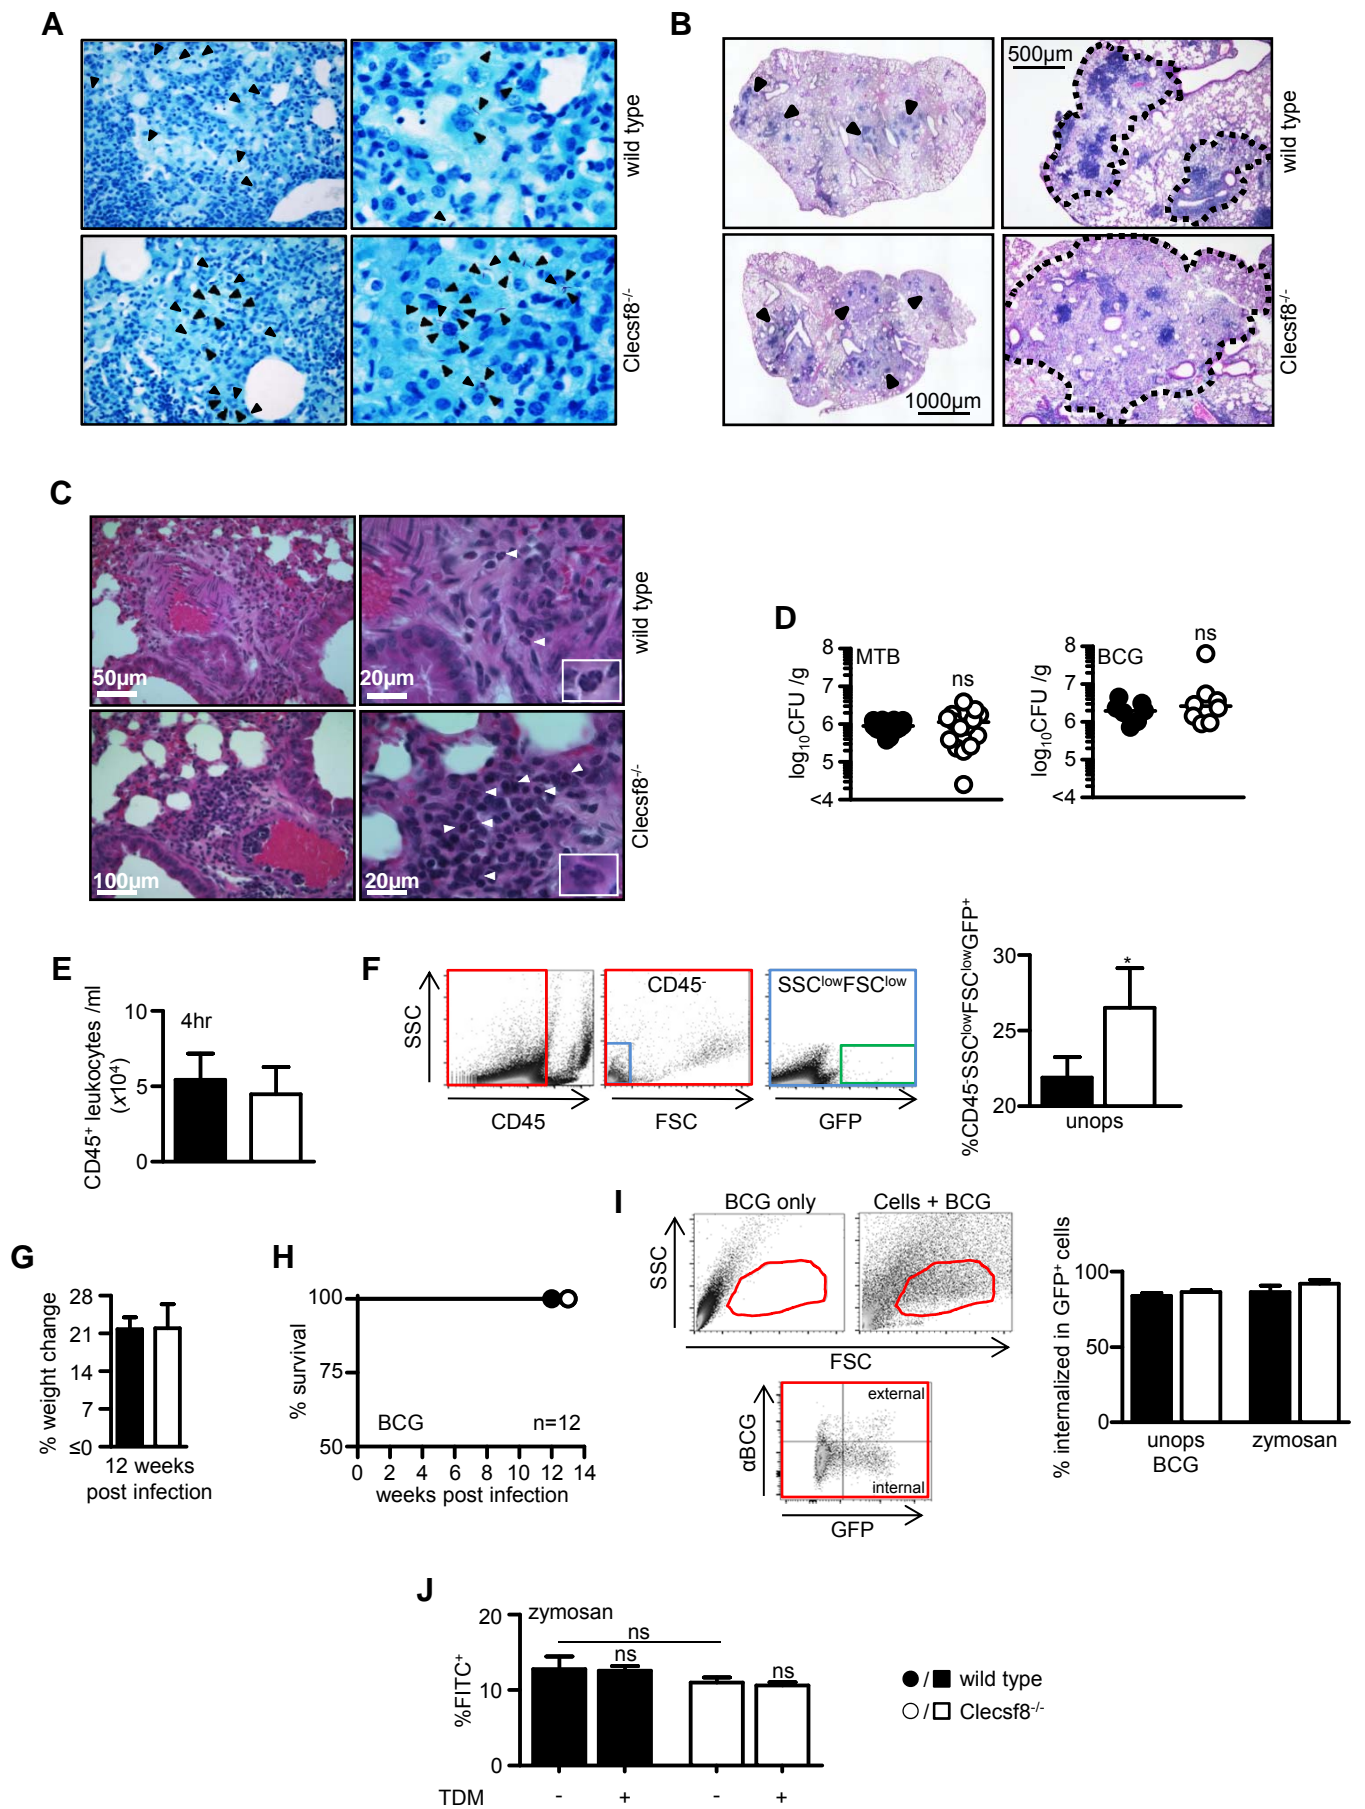 A
wild type
Clecsf8-/-
B
500µm
wild type
1000µm
Clecsf8-/-
C
50µm
20µm
wild type
100µm
20µm
Clecsf8-/-
D
log10CFU /g
8
7
6
5
<4
MTB
ns
log10CFU /g
8
7
6
5
<4
BCG
ns
E
CD45+ leukocytes /ml
(x10⁴)
10
5
0
4hr
F
SSC
CD45
CD45-
FSC
SSClowFSClow
GFP
%CD45-SSClowFSClowGFP+
30
25
20
*
unops
G
% weight change
28
21
14
7
≤0
12 weeks
post infection
H
% survival
100
75
50
BCG
n=12
0 2 4 6 8 10 12 14
weeks post infection
I
BCG only
Cells + BCG
SSC
FSC
αBCG
external
internal
GFP
% internalized in GFP+ cells
100
50
0
unops
BCG
zymosan
J
%FITC+
20
10
0
zymosan
ns
ns
ns
TDM - + - +
/ wild type
/ Clecsf8-/-